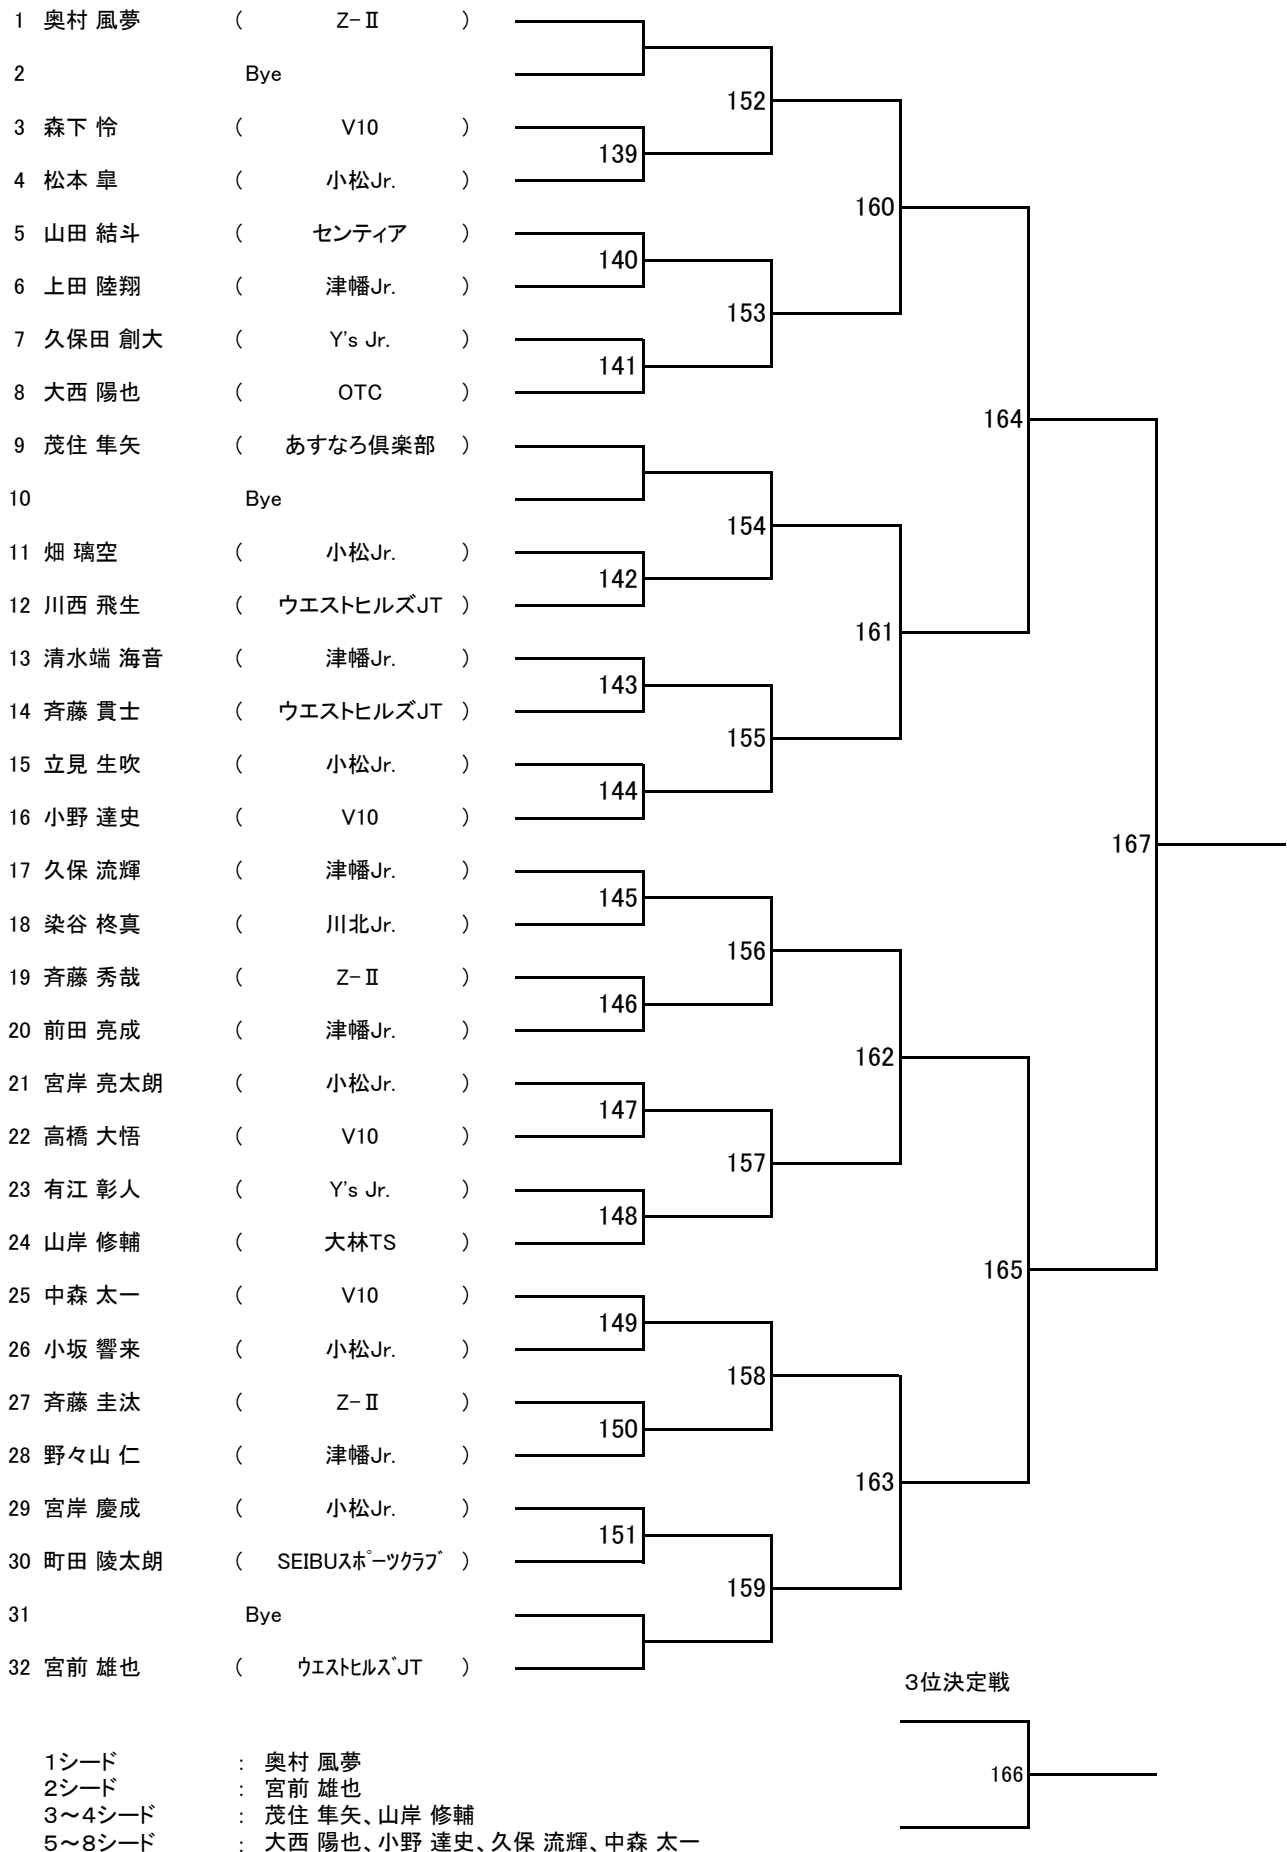 1 奥村 風夢 ( Z-Ⅱ )
2 Bye
152
3 森下 怜 ( V10 )
139
4 松本 皐 ( 小松Jr. )
160
5 山田 結斗 ( センティア )
140
6 上田 陸翔 ( 津幡Jr. )
153
7 久保田 創大 ( Y's Jr. )
141
8 大西 陽也 ( OTC )
164
9 茂住 隼矢 ( あすなろ倶楽部 )
10 Bye
154
11 畑 璃空 ( 小松Jr. )
142
12 川西 飛生 ( ウエストヒルズJT )
161
13 清水端 海音 ( 津幡Jr. )
143
14 斉藤 貫士 ( ウエストヒルズJT )
155
15 立見 生吹 ( 小松Jr. )
144
16 小野 達史 ( V10 )
167
17 久保 流輝 ( 津幡Jr. )
145
18 染谷 柊真 ( 川北Jr. )
156
19 斉藤 秀哉 ( Z-Ⅱ )
146
20 前田 亮成 ( 津幡Jr. )
162
21 宮岸 亮太朗 ( 小松Jr. )
147
22 高橋 大悟 ( V10 )
157
23 有江 彰人 ( Y's Jr. )
148
24 山岸 修輔 ( 大林TS )
165
25 中森 太一 ( V10 )
149
26 小坂 響来 ( 小松Jr. )
158
27 斉藤 圭汰 ( Z-Ⅱ )
150
28 野々山 仁 ( 津幡Jr. )
163
29 宮岸 慶成 ( 小松Jr. )
151
30 町田 陵太朗 ( SEIBUｽﾎﾟｰﾂｸﾗﾌﾞ )
159
31 Bye
32 宮前 雄也 ( ｳｴｽﾄﾋﾙｽﾞJT )
3位決定戦
166
1シード : 奥村 風夢
2シード : 宮前 雄也
3～4シード : 茂住 隼矢、山岸 修輔
5～8シード : 大西 陽也、小野 達史、久保 流輝、中森 太一